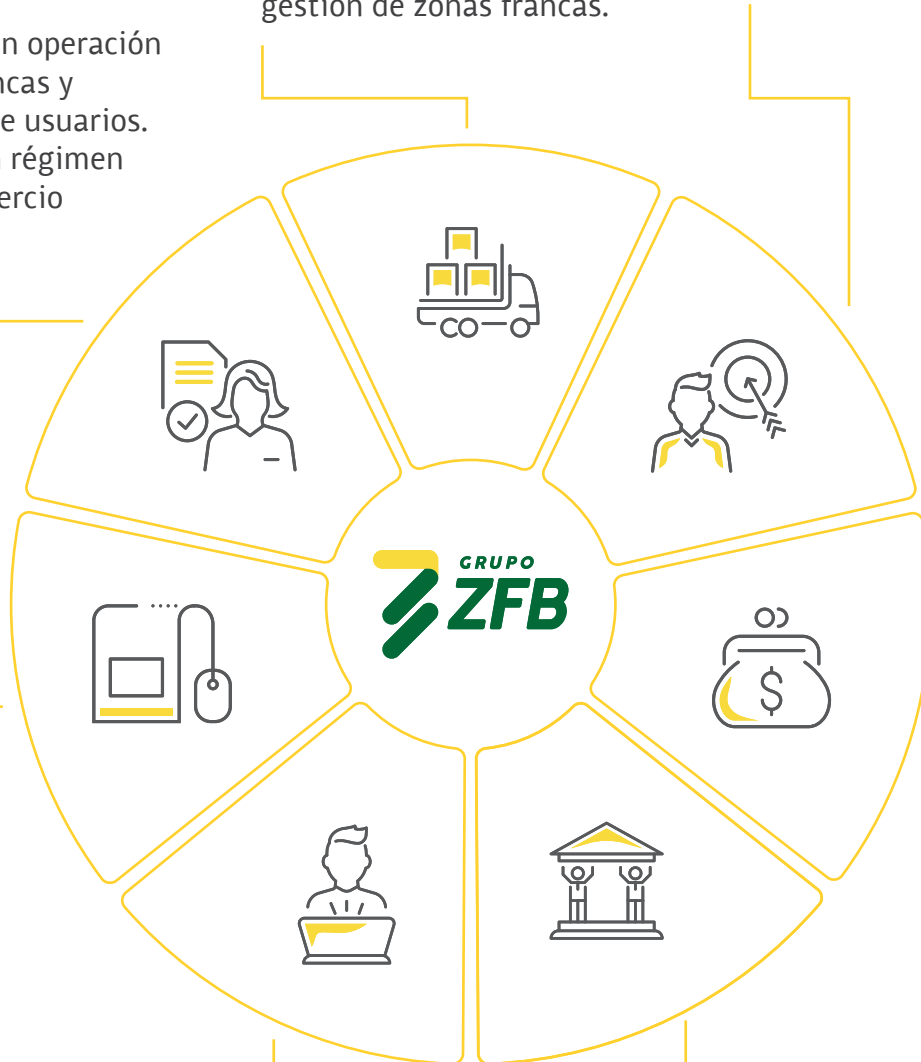 gestión de zonas francas.
n operación
ncas y
e usuarios.
régimen
ercio
GRUPO
ZFB
$